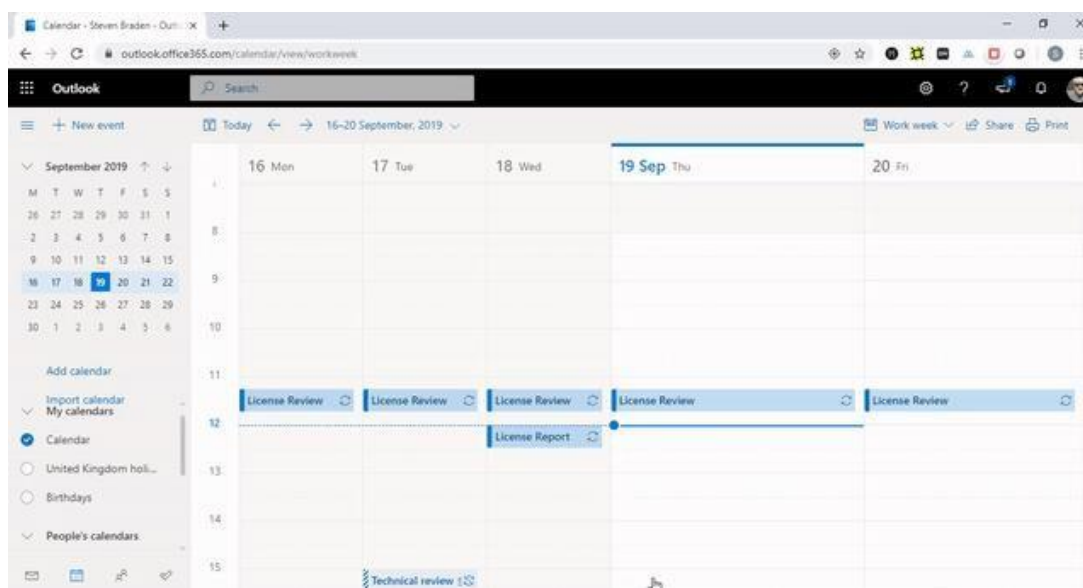 Calendar - Steven Braden - Out
outlook.office365.com/calendar/view/workweek
Outlook
Search
New event
Today
16–20 September, 2019
Work week
Share
Print
September 2019
M T W T F S S
26 27 28 29 30 31 1
2 3 4 5 6 7 8
9 10 11 12 13 14 15
16 17 18 19 20 21 22
23 24 25 26 27 28 29
30 1 2 3 4 5 6
Add calendar
Import calendar
My calendars
Calendar
United Kingdom holi...
Birthdays
People's calendars
16 Mon
17 Tue
18 Wed
19 Sep Thu
20 Fri
8
9
10
11
License Review
License Review
License Review
License Review
License Review
12
License Report
13
14
15
Technical review